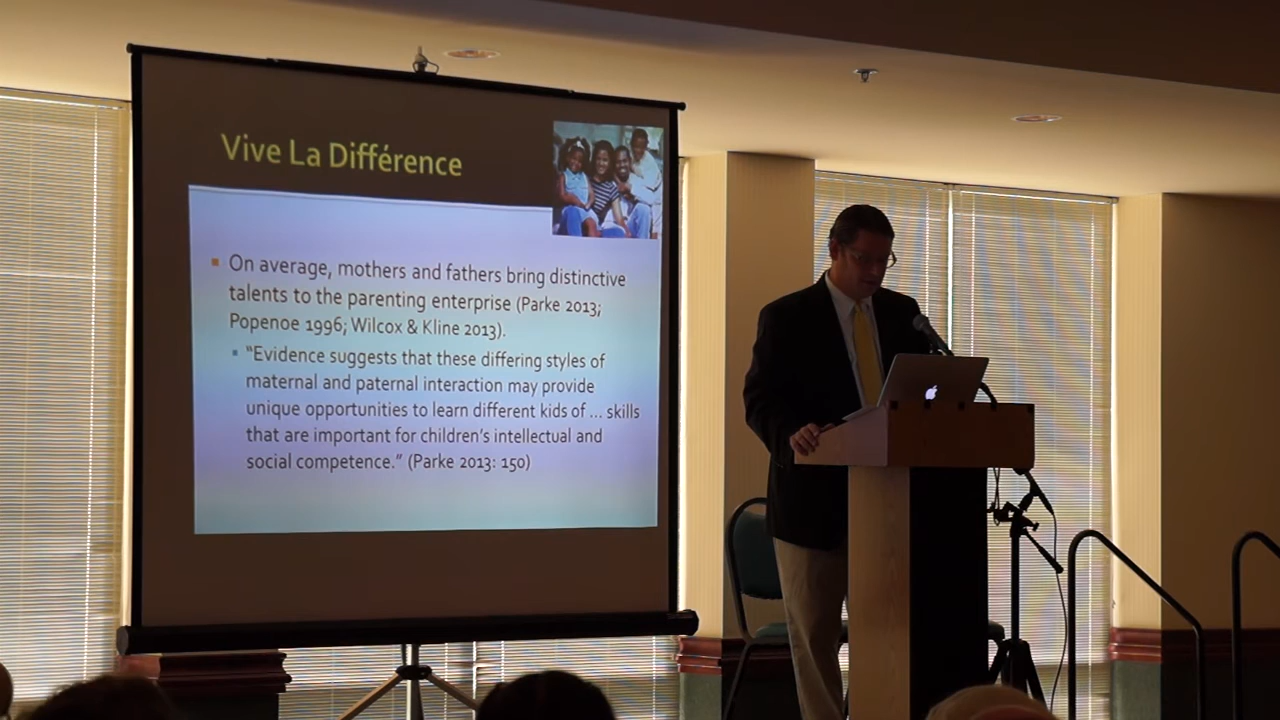 Vive La Différence
On average, mothers and fathers bring distinctive
talents to the parenting enterprise (Parke 2013;
Popenoe 1996; Wilcox & Kline 2013).
“Evidence suggests that these differing styles of
maternal and paternal interaction may provide
unique opportunities to learn different kids of ... skills
that are important for children’s intellectual and
social competence.” (Parke 2013: 150)